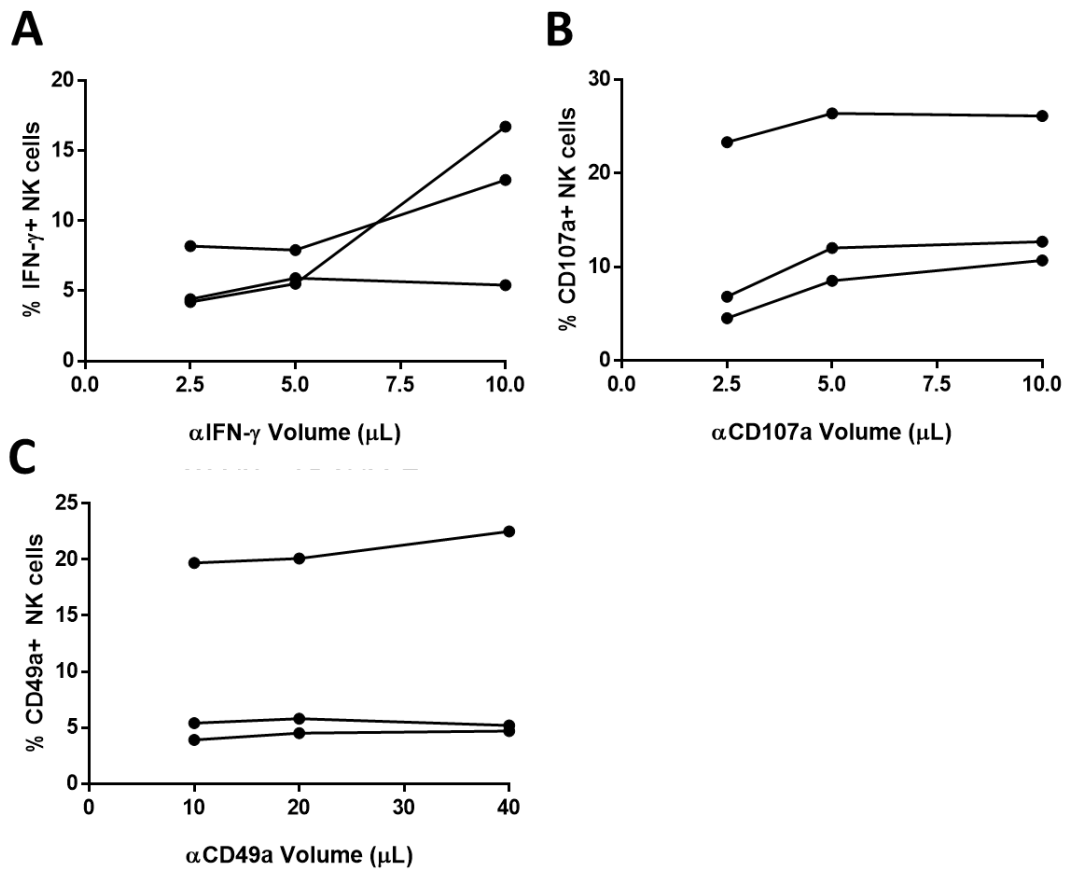 A
20
15
10
5
0
% IFN-γ+ NK cells
0.0 2.5 5.0 7.5 10.0
αIFN-γ Volume (μL)
B
30
20
10
0
% CD107a+ NK cells
0.0 2.5 5.0 7.5 10.0
αCD107a Volume (μL)
C
25
20
15
10
5
0
% CD49a+ NK cells
0 10 20 30 40
αCD49a Volume (μL)